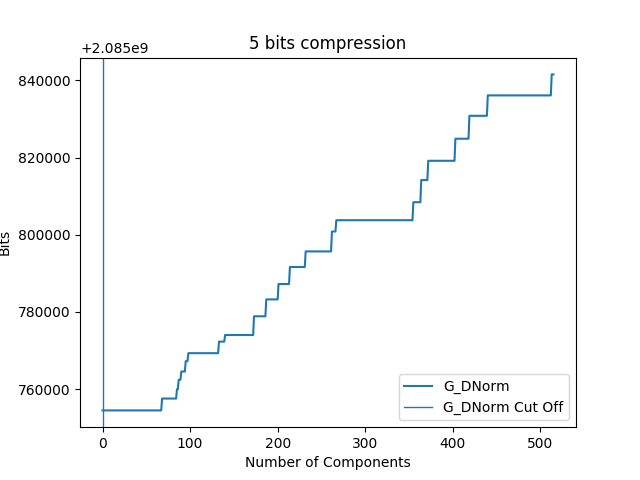 5 bits compression
+2.085e9
840000
820000
800000
780000
760000
Bits
0 100 200 300 400 500
Number of Components
G_DNorm
G_DNorm Cut Off